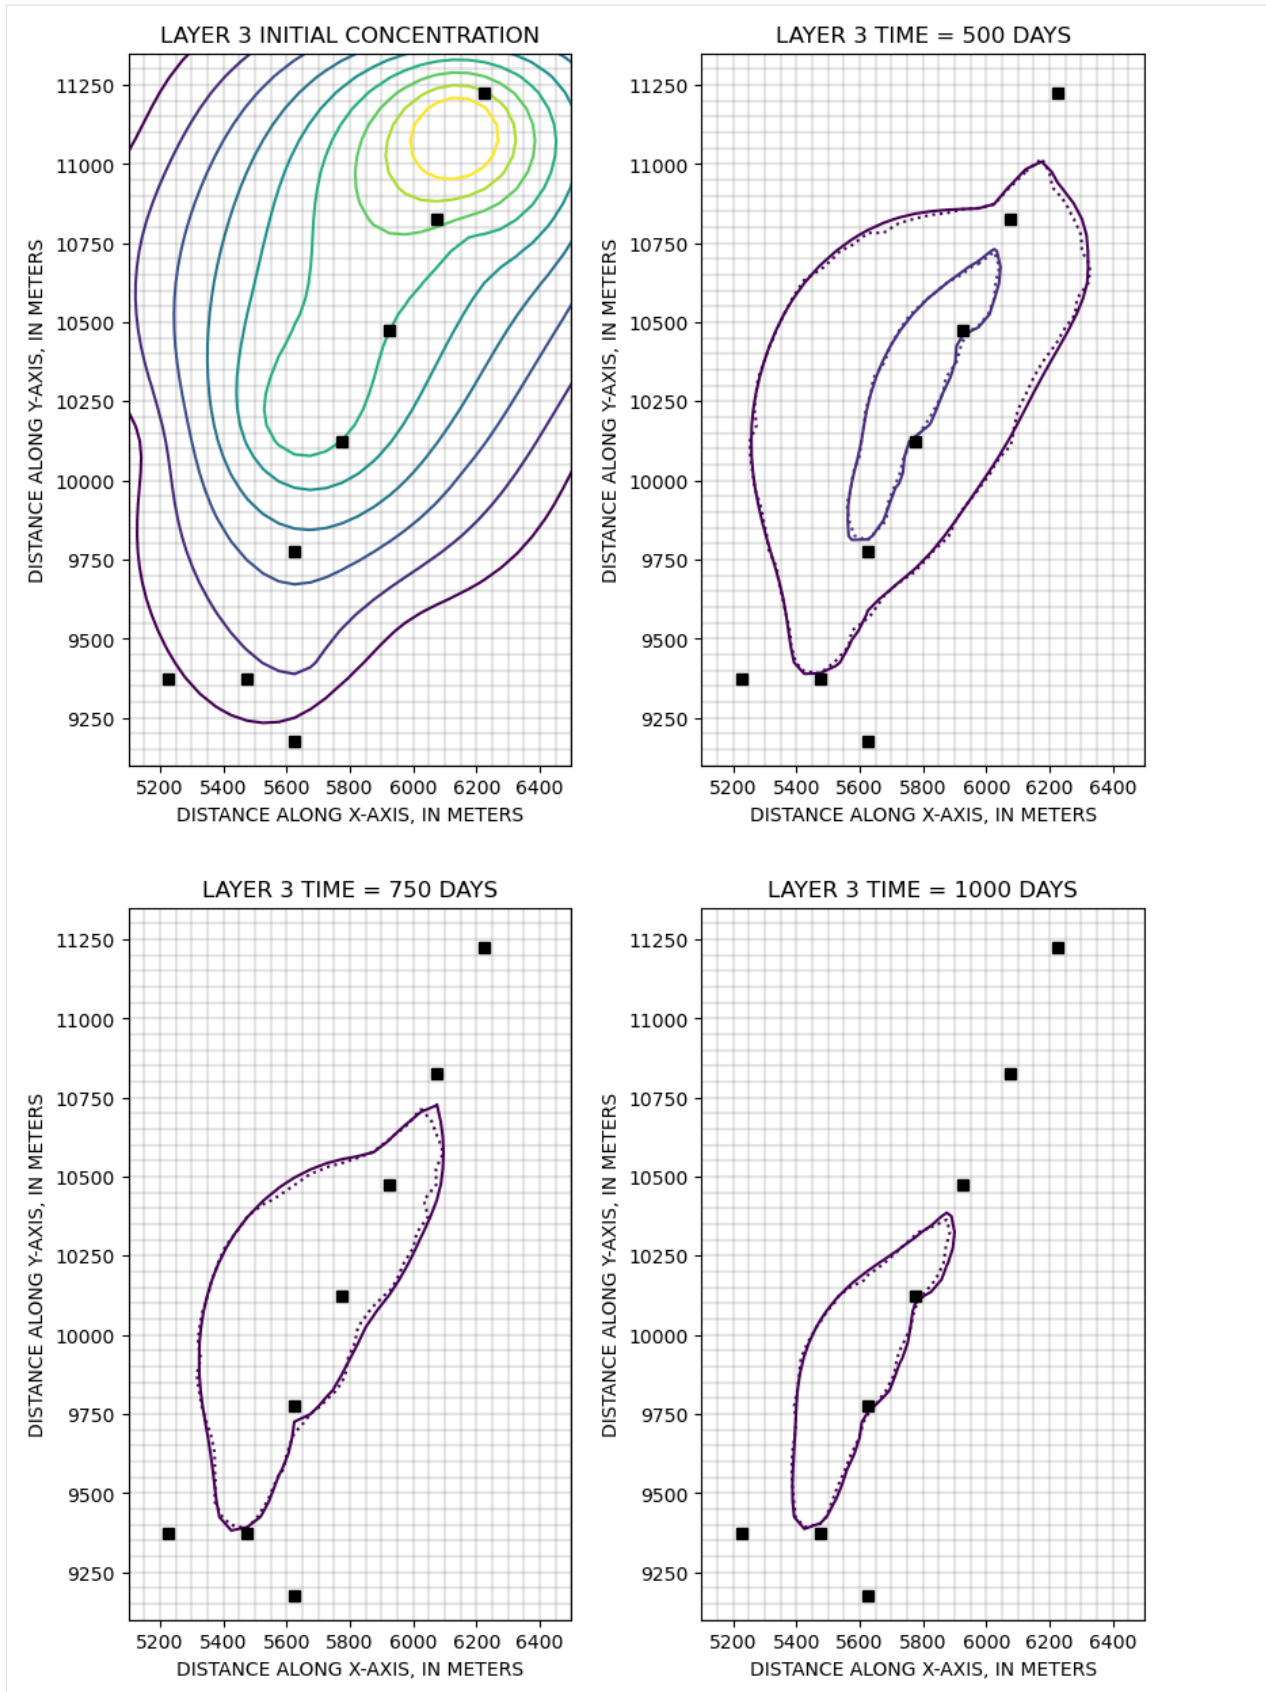 LAYER 3 INITIAL CONCENTRATION
11250
11000
10750
10500
10250
10000
9750
9500
9250
DISTANCE ALONG Y-AXIS, IN METERS
5200 5400 5600 5800 6000 6200 6400
DISTANCE ALONG X-AXIS, IN METERS
LAYER 3 TIME = 500 DAYS
11250
11000
10750
10500
10250
10000
9750
9500
9250
DISTANCE ALONG Y-AXIS, IN METERS
5200 5400 5600 5800 6000 6200 6400
DISTANCE ALONG X-AXIS, IN METERS
LAYER 3 TIME = 750 DAYS
11250
11000
10750
10500
10250
10000
9750
9500
9250
DISTANCE ALONG Y-AXIS, IN METERS
5200 5400 5600 5800 6000 6200 6400
DISTANCE ALONG X-AXIS, IN METERS
LAYER 3 TIME = 1000 DAYS
11250
11000
10750
10500
10250
10000
9750
9500
9250
DISTANCE ALONG Y-AXIS, IN METERS
5200 5400 5600 5800 6000 6200 6400
DISTANCE ALONG X-AXIS, IN METERS